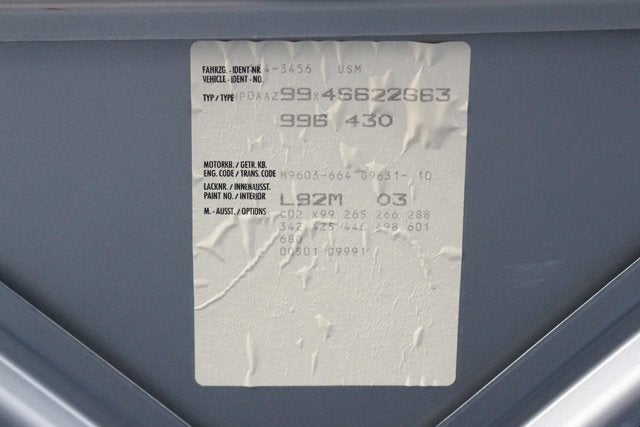 FAHRZG.-IDENT-NR 4-3456 USM
VEHICLE-IDENT-NO.
TYP / TYPE WP0AA299X4S622663
996 430
MOTORKB. / GETR. KB.
ENG. CODE / TRANS. CODE M9603-664 G9631- 10
LACKNR. / INNENAUSST.
PAINT NO. / INTERIOR L92M 03
M.-AUSST. / OPTIONS C02 X99 265 266 288
342 425 446 498 601
680
00501 09991